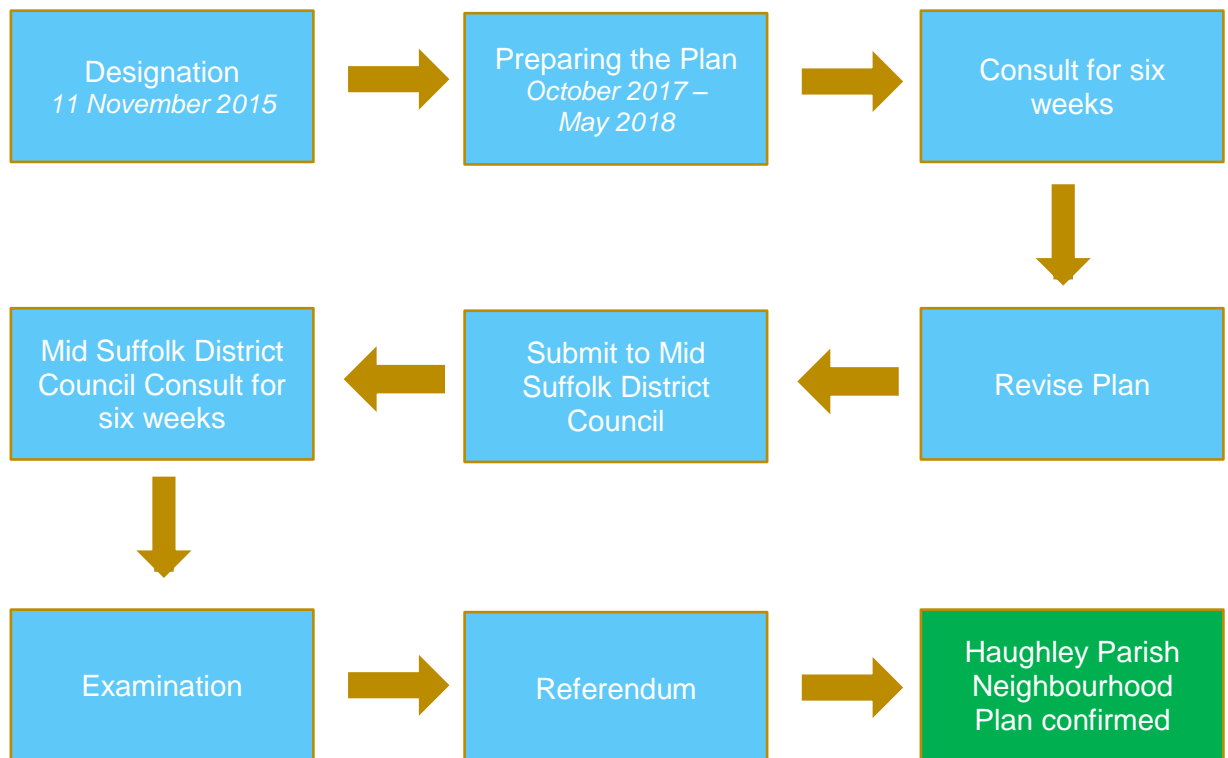 Designation
11 November 2015
Preparing the Plan
October 2017 –
May 2018
Consult for six
weeks
Revise Plan
Submit to Mid
Suffolk District
Council
Mid Suffolk District
Council Consult for
six weeks
Examination
Referendum
Haughley Parish
Neighbourhood
Plan confirmed